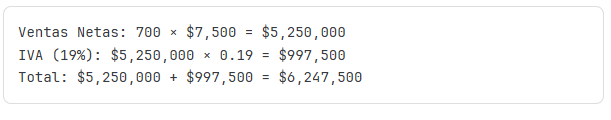 Ventas Netas: 700 × $7,500 = $5,250,000
IVA (19%): $5,250,000 × 0.19 = $997,500
Total: $5,250,000 + $997,500 = $6,247,500